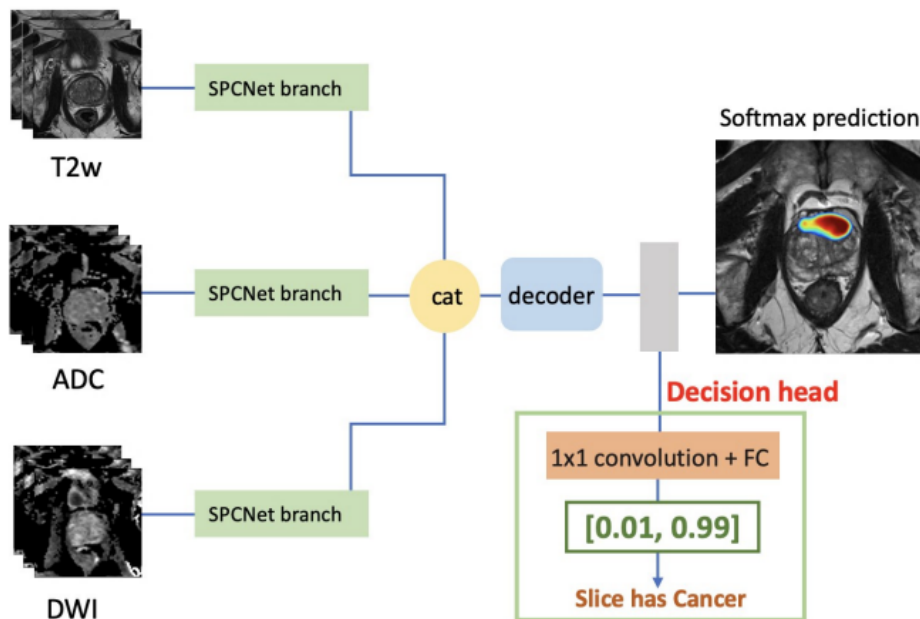 T2w
SPCNet branch
ADC
SPCNet branch
DWI
SPCNet branch
cat
decoder
Softmax prediction
Decision head
1x1 convolution + FC
[0.01, 0.99]
Slice has Cancer